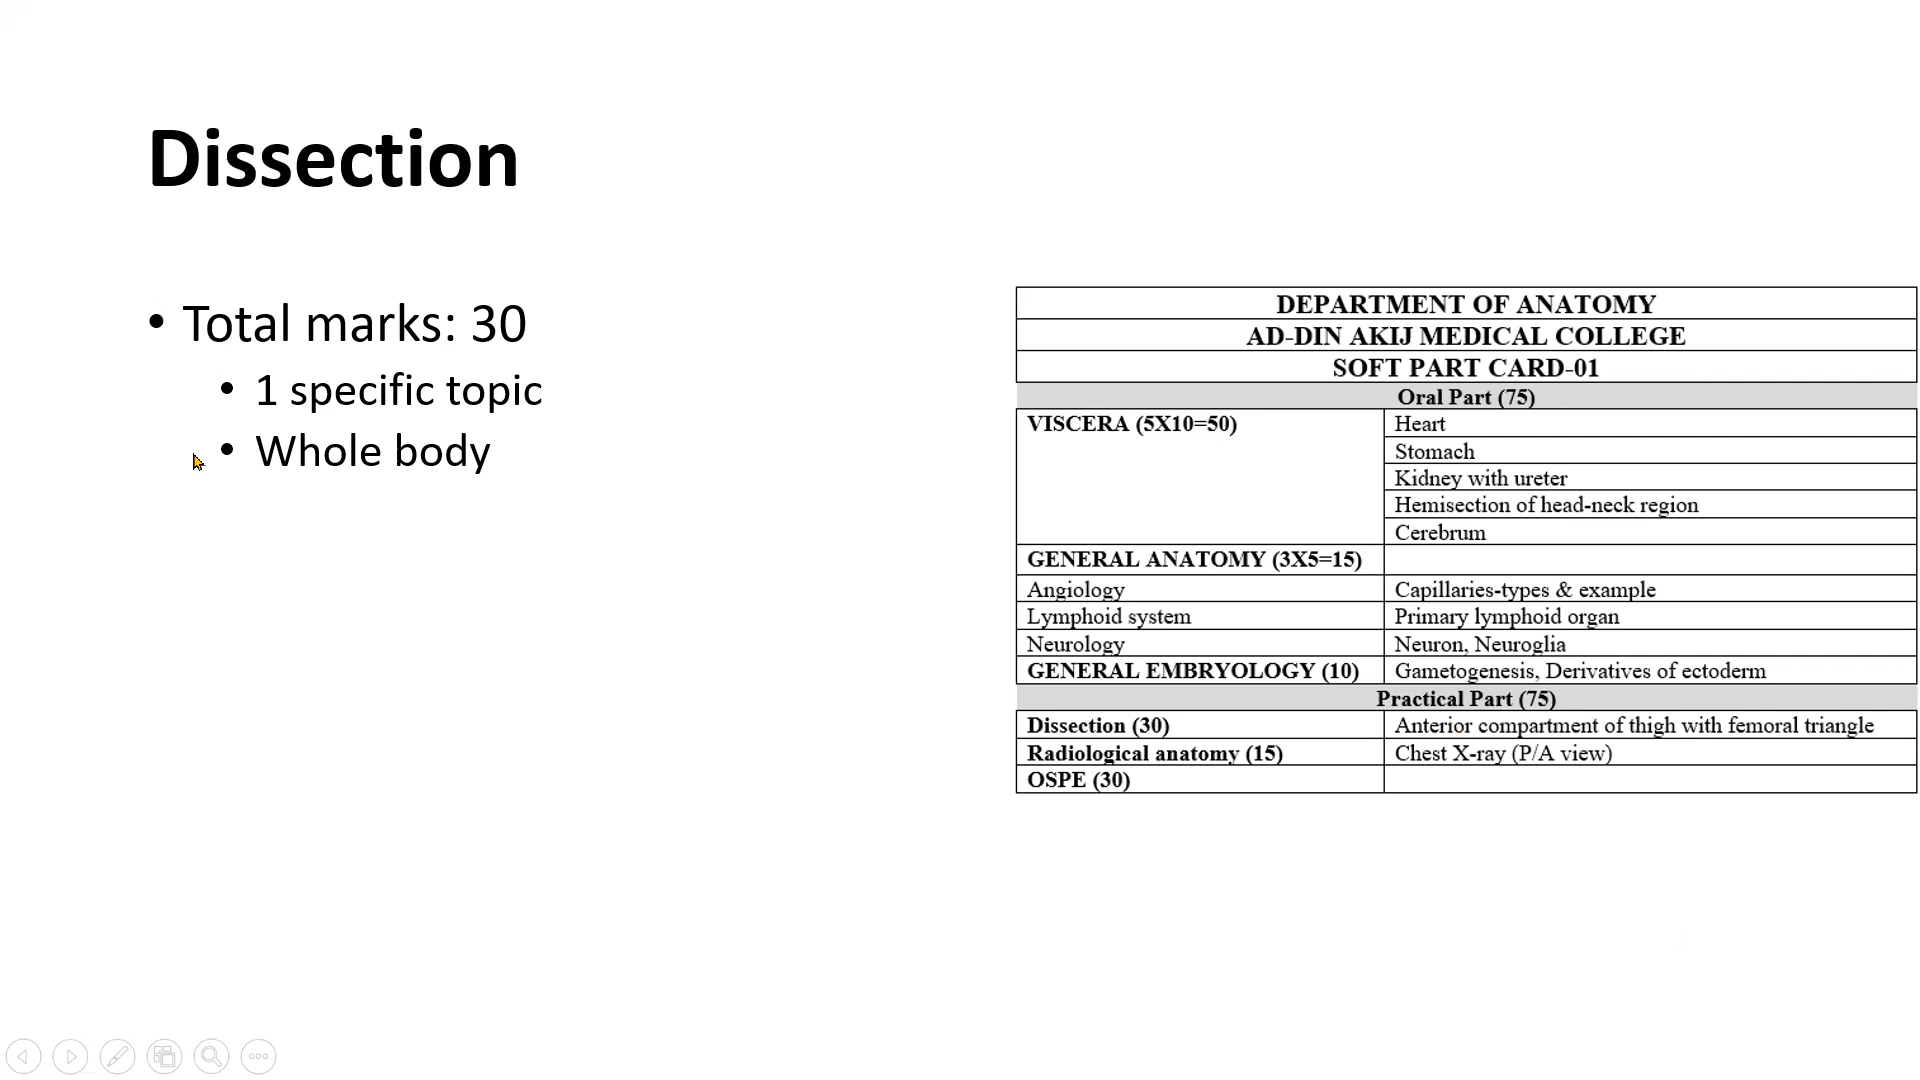 Dissection
• Total marks: 30
• 1 specific topic
• Whole body
DEPARTMENT OF ANATOMY
AD-DIN AKIJ MEDICAL COLLEGE
SOFT PART CARD-01
Oral Part (75)
VISCERA (5X10=50) Heart
Stomach
Kidney with ureter
Hemisection of head-neck region
Cerebrum
GENERAL ANATOMY (3X5=15)
Angiology Capillaries-types & example
Lymphoid system Primary lymphoid organ
Neurology Neuron, Neuroglia
GENERAL EMBRYOLOGY (10) Gametogenesis, Derivatives of ectoderm
Practical Part (75)
Dissection (30) Anterior compartment of thigh with femoral triangle
Radiological anatomy (15) Chest X-ray (P/A view)
OSPE (30)